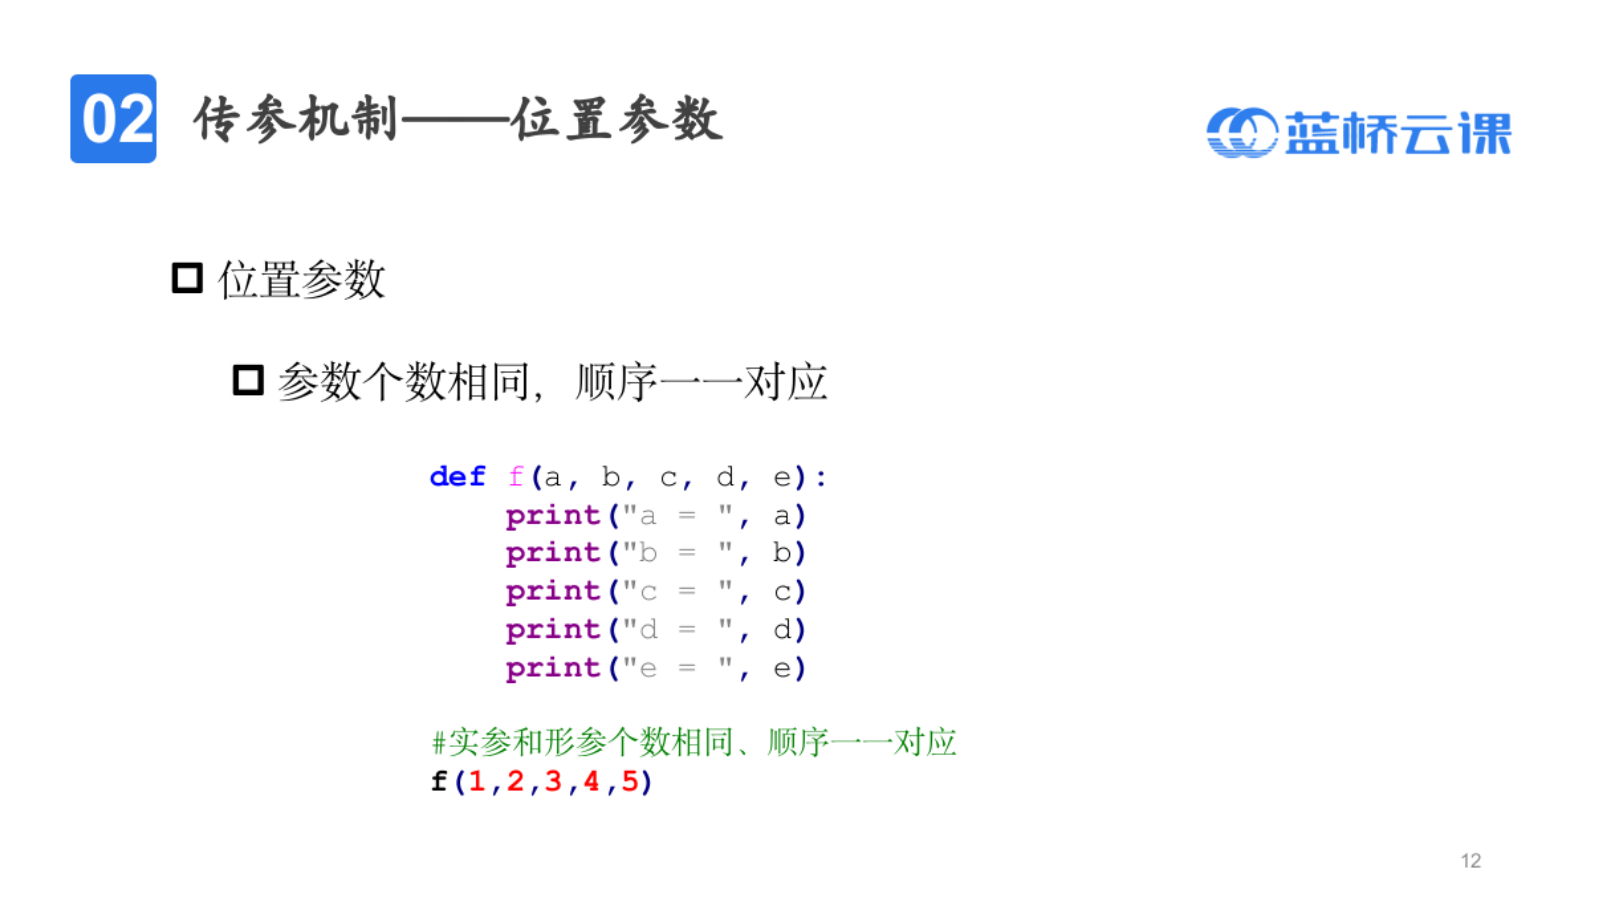 02 传参机制——位置参数
蓝桥云课
位置参数
参数个数相同，顺序一一对应
def f(a, b, c, d, e):
    print("a = ", a)
    print("b = ", b)
    print("c = ", c)
    print("d = ", d)
    print("e = ", e)
#实参和形参个数相同、顺序一一对应
f(1,2,3,4,5)
12